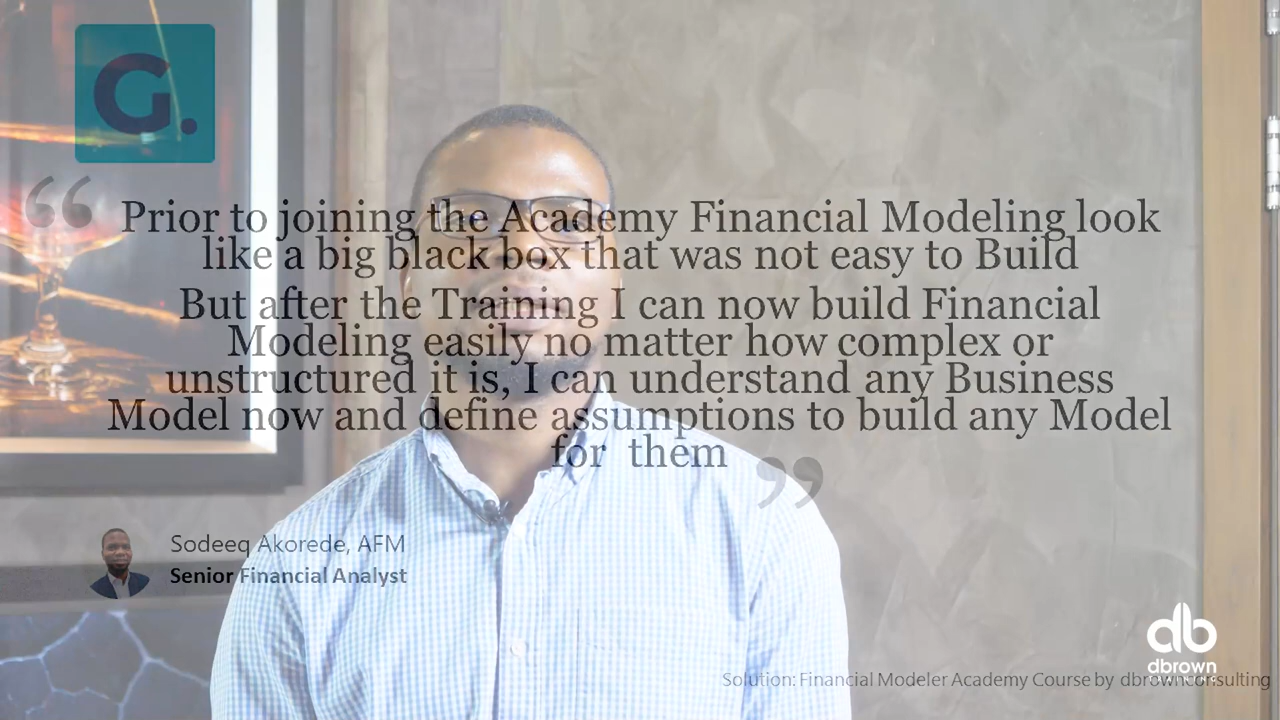 G.
“
Prior to joining the Academy Financial Modeling look
like a big black box that was not easy to Build
But after the Training I can now build Financial
Modeling easily no matter how complex or
unstructured it is, I can understand any Business
Model now and define assumptions to build any Model
for  them
”
Sodeeq Akorede, AFM
Senior Financial Analyst
db
dbrown
Solution: Financial Modeler Academy Course by dbrownconsulting